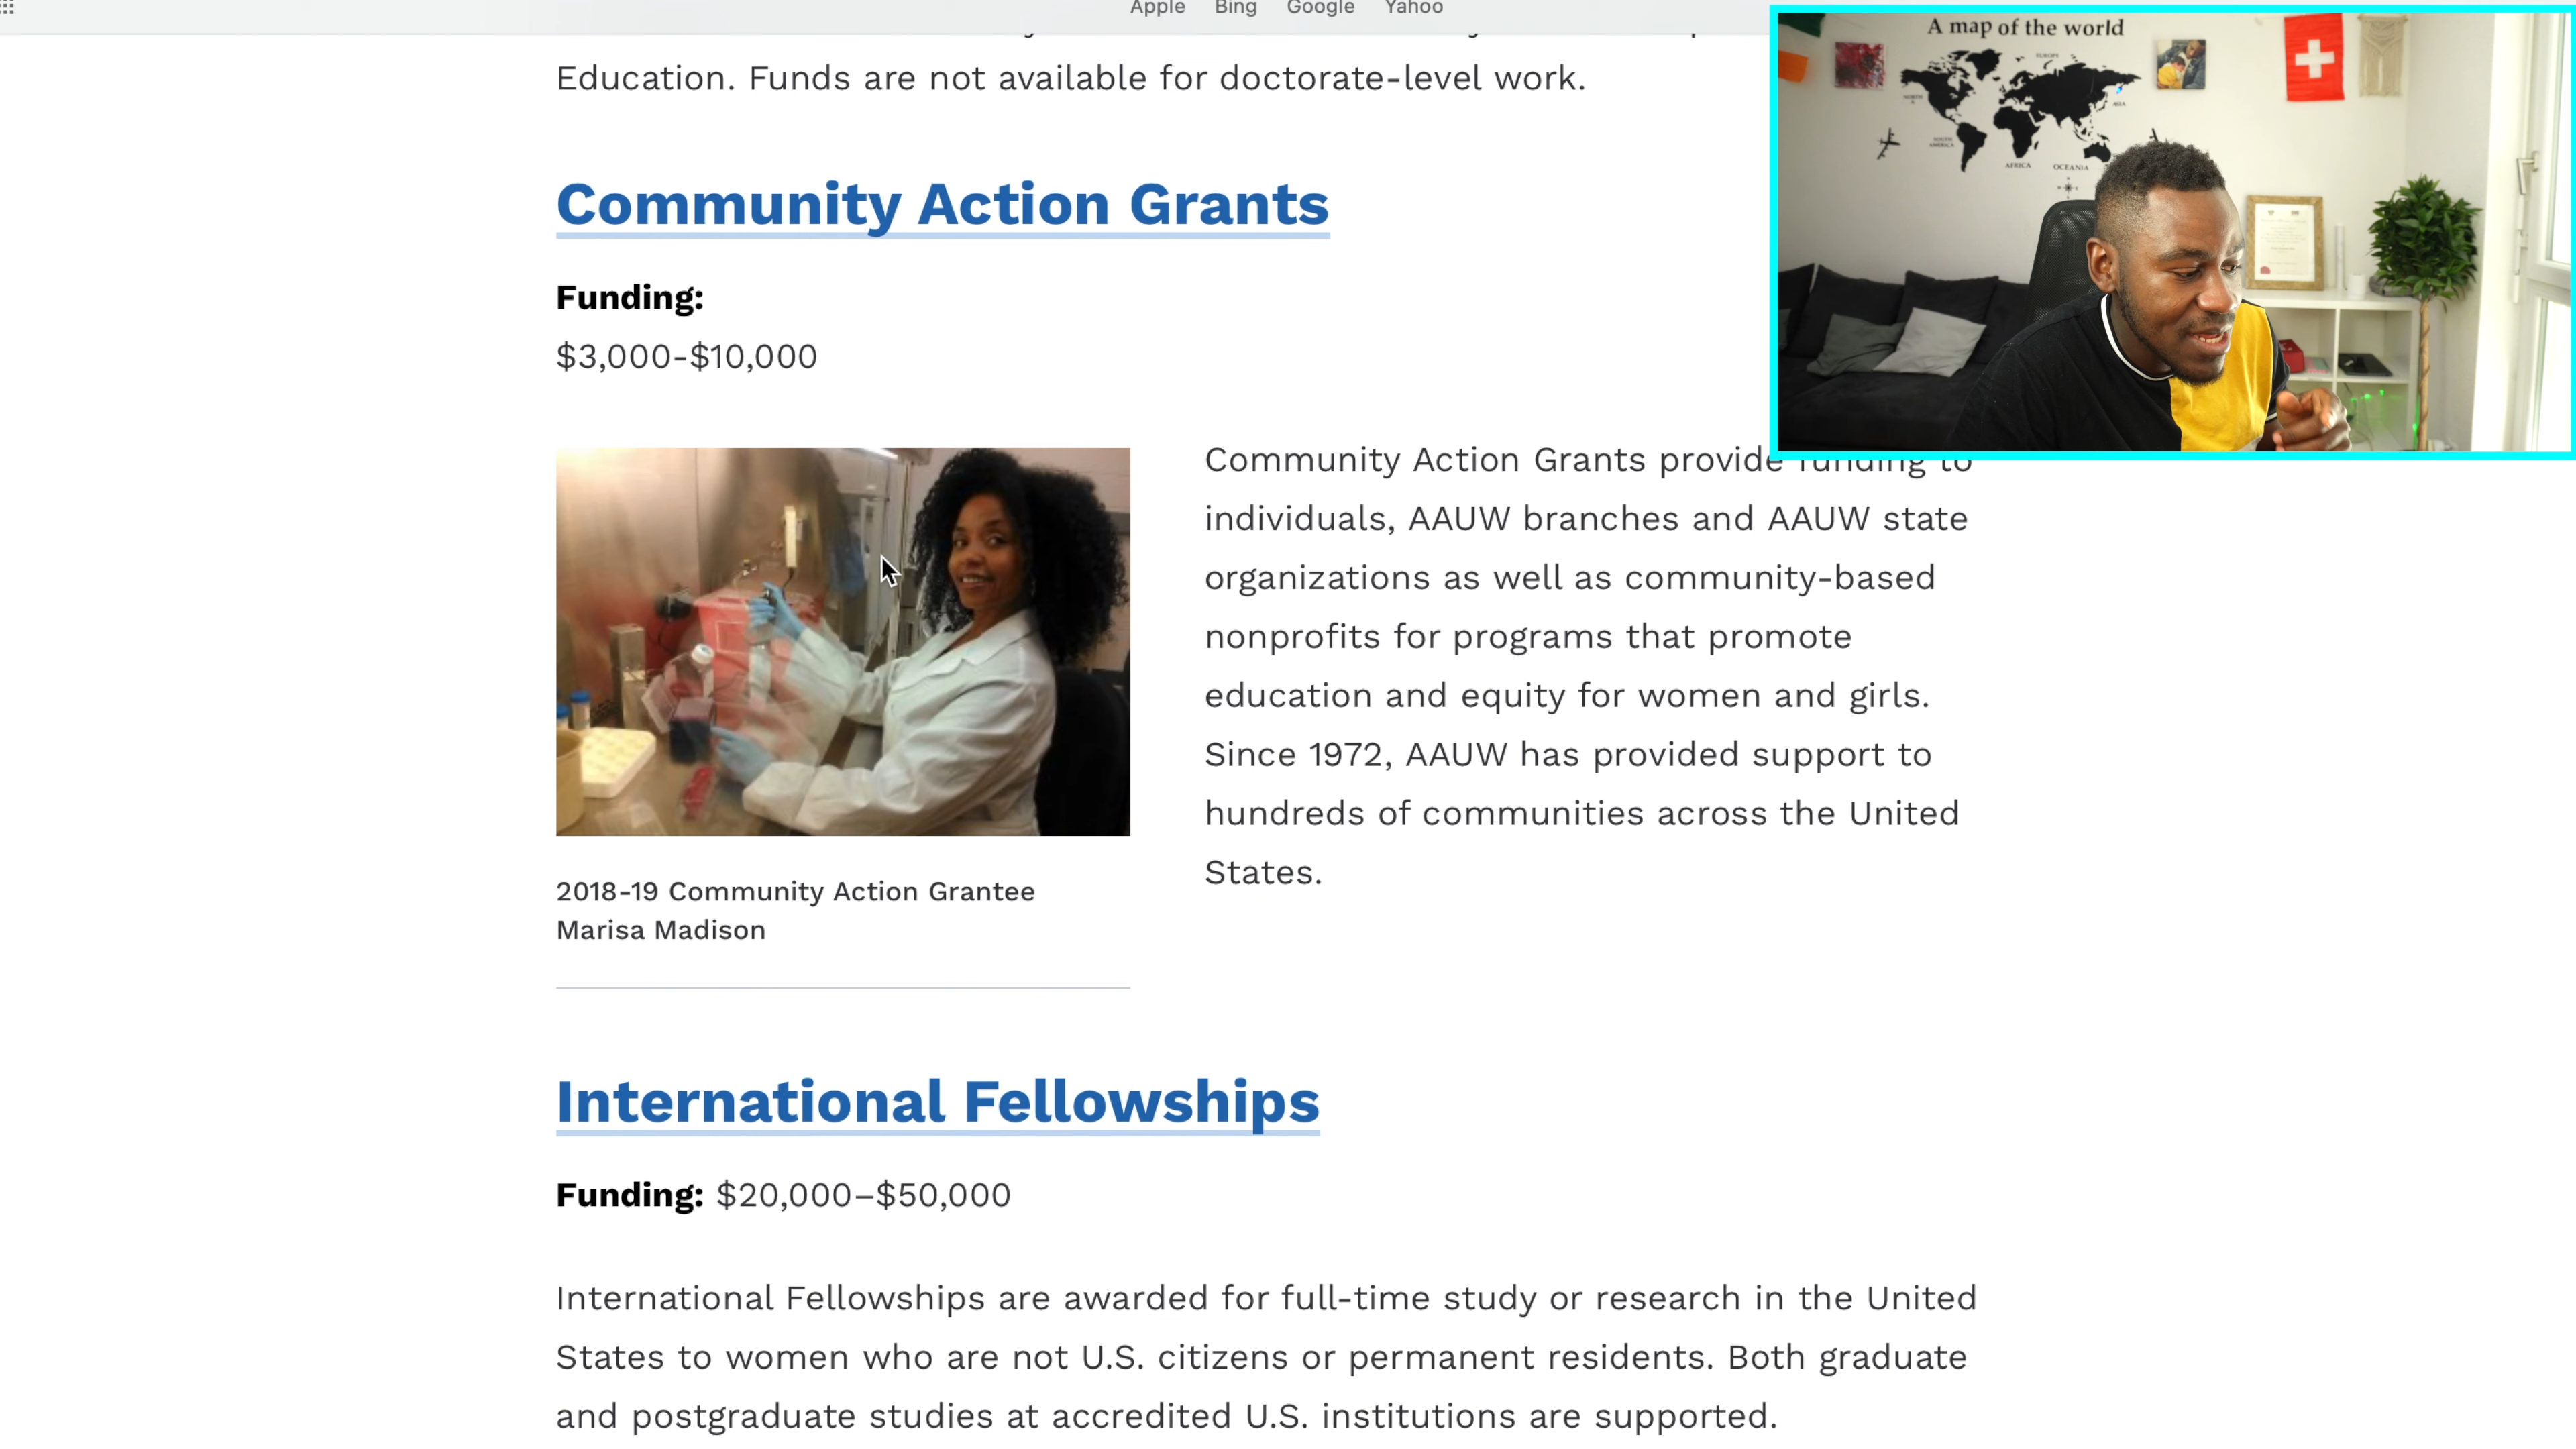 Apple Bing Google Yahoo
A map of the world
Education. Funds are not available for doctorate-level work.
EUROPE
ASIA
SOUTH
AMERICA
AFRICA
OCEANIA
Community Action Grants
Funding:
$3,000-$10,000
Community Action Grants provide funding to
individuals, AAUW branches and AAUW state
organizations as well as community-based
nonprofits for programs that promote
education and equity for women and girls.
Since 1972, AAUW has provided support to
hundreds of communities across the United
States.
2018-19 Community Action Grantee
Marisa Madison
International Fellowships
Funding: $20,000–$50,000
International Fellowships are awarded for full-time study or research in the United
States to women who are not U.S. citizens or permanent residents. Both graduate
and postgraduate studies at accredited U.S. institutions are supported.